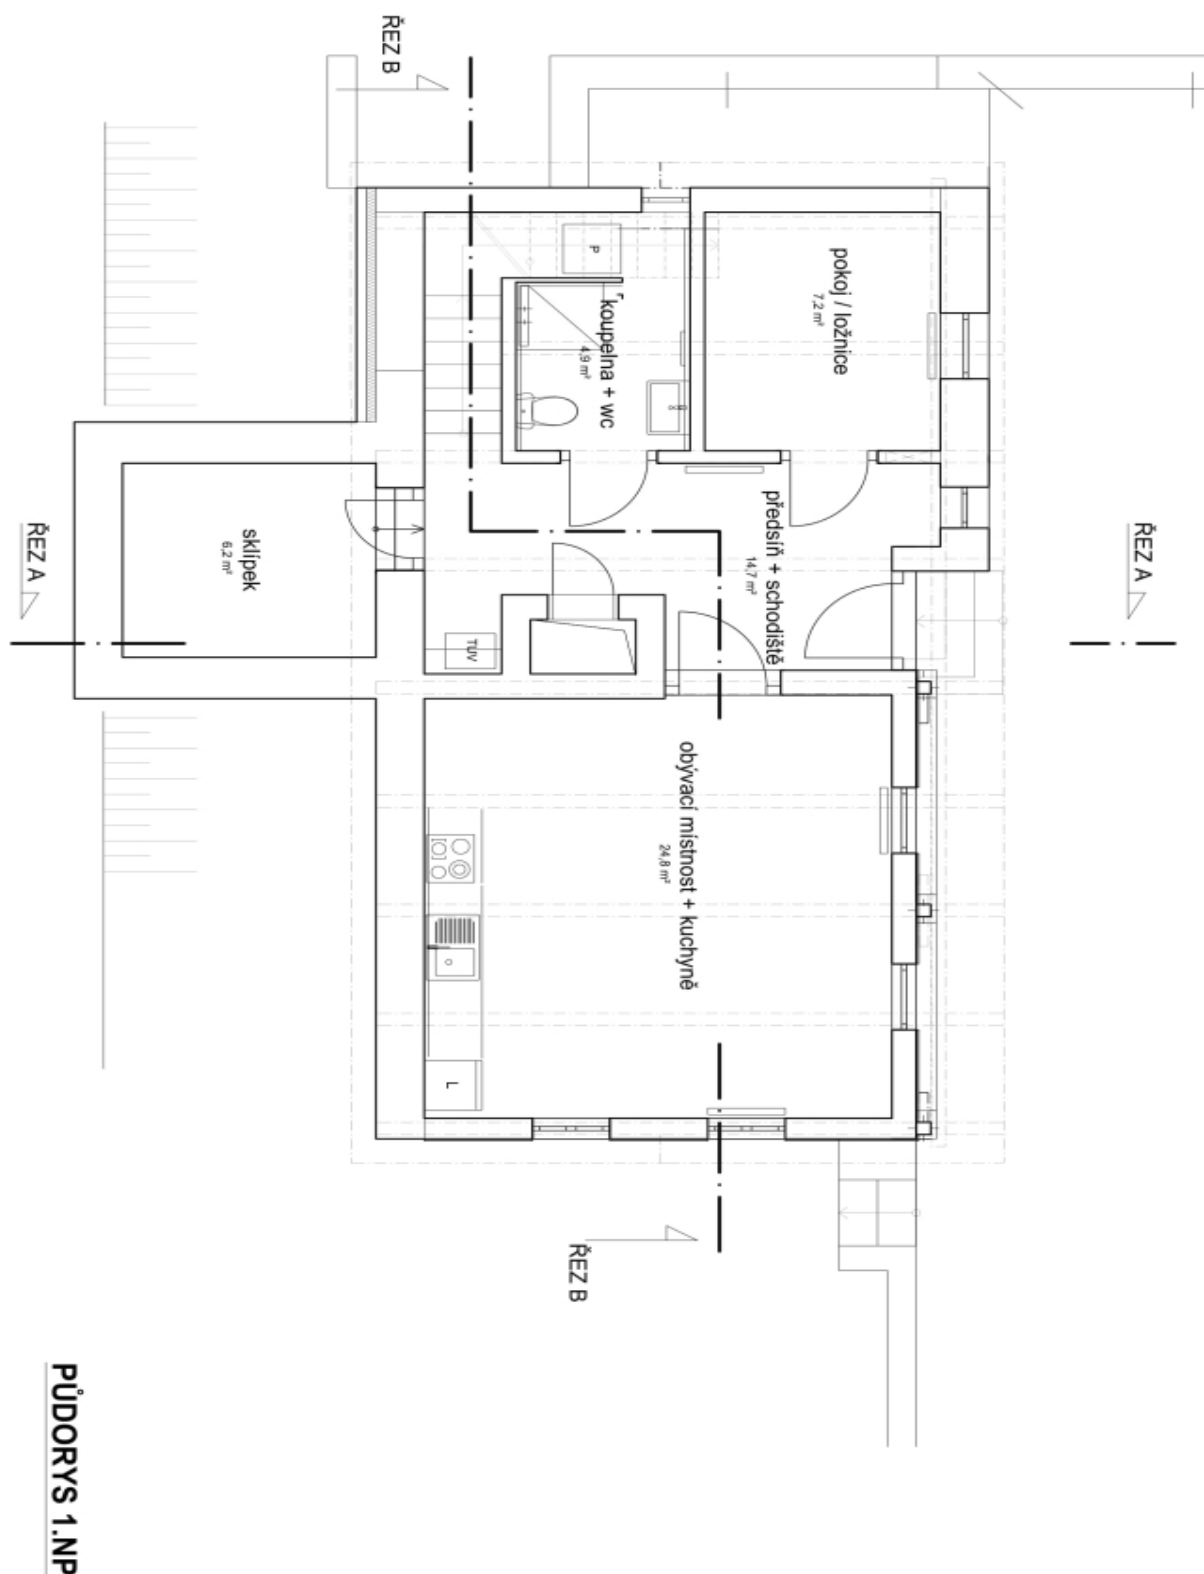 ŘEZ A
ŘEZ B
pokoj / ložnice
7,2 m²
předsíň + schodiště
14,7 m²
obývací místnost + kuchyně
24,8 m²
koupelna + wc
4,9 m²
P
TUV
L
ŘEZ B
sklípek
6,2 m²
ŘEZ A
PŮDORYS 1.NP